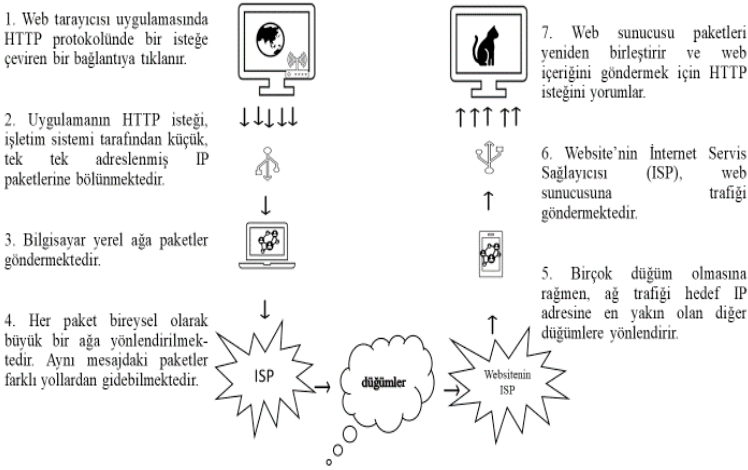 1. Web tarayıcısı uygulamasında
HTTP protokolünde bir isteğe
çeviren bir bağlantıya tıklanır.
2. Uygulamanın HTTP isteği,
işletim sistemi tarafından küçük,
tek tek adreslenmiş IP
paketlerine bölünmektedir.
3. Bilgisayar yerel ağa paketler
göndermektedir.
4. Her paket bireysel olarak
büyük bir ağa yönlendirilmek-
tedir. Aynı mesajdaki paketler
farklı yollardan gidebilmektedir.
ISP
düğümler
Websitenin
ISP
5. Birçok düğüm olmasına
rağmen, ağ trafiği hedef IP
adresine en yakın olan diğer
düğümlere yönlendirir.
6. Website’nin İnternet Servis
Sağlayıcısı (ISP), web
sunucusuna trafiği
göndermektedir.
7. Web sunucusu paketleri
yeniden birleştirir ve web
içeriğini göndermek için HTTP
isteğini yorumlar.